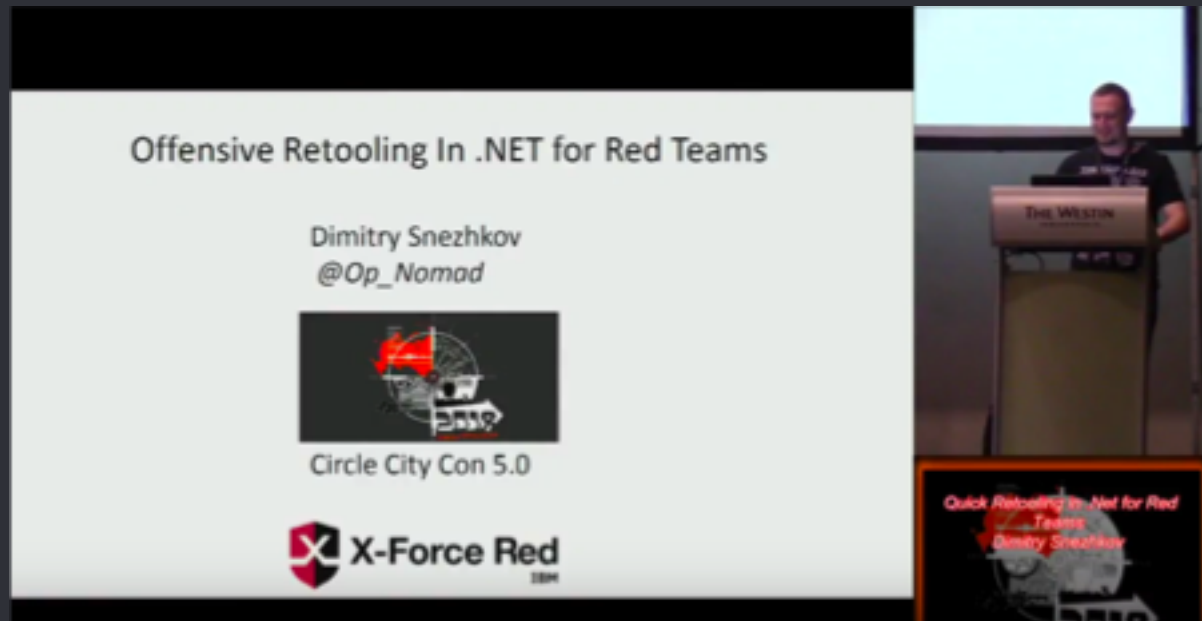 Offensive Retooling In .NET for Red Teams
Dimitry Snezhkov
@Op_Nomad
2018
Circle City Con 5.0
X-Force Red
IBM
THE WESTIN
Quick Retooling in .Net for Red
Teams
Dimitry Snezhkov